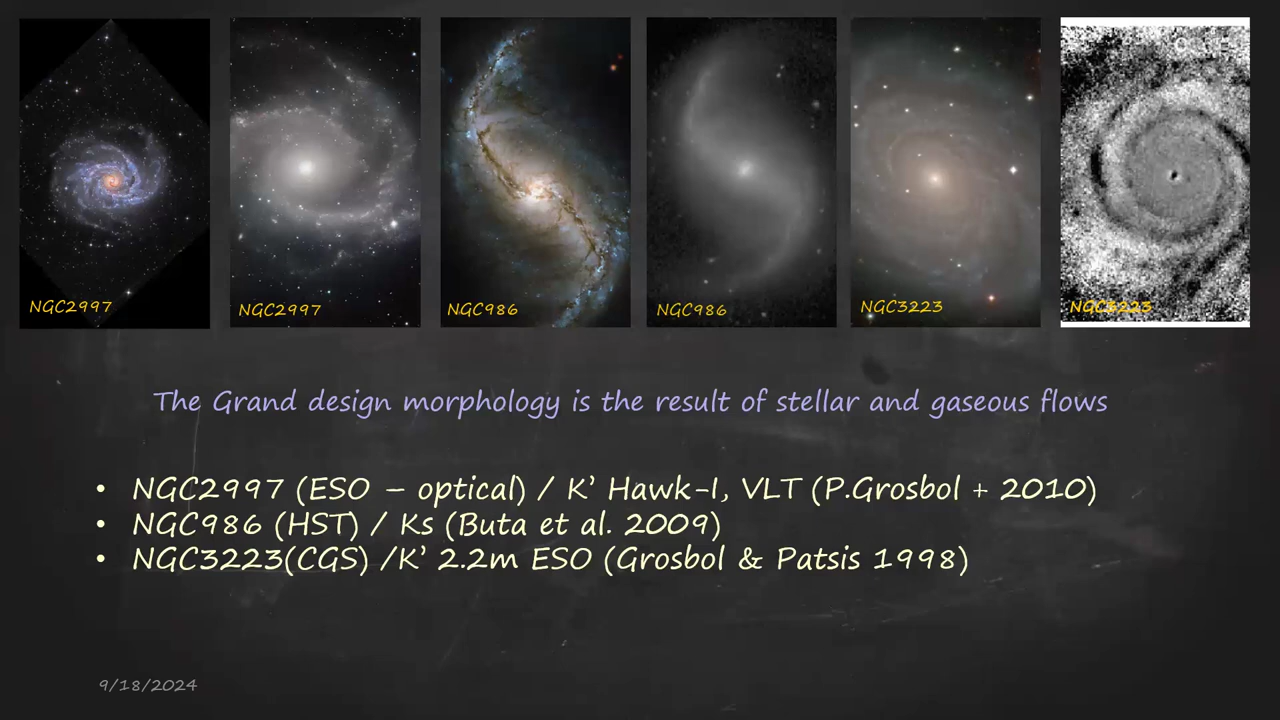 NGC2997
NGC2997
NGC986
NGC986
NGC3223
NGC3223
The Grand design morphology is the result of stellar and gaseous flows
• NGC2997 (ESO – optical) / K’ Hawk-I, VLT (P.Grosbol + 2010)
• NGC986 (HST) / Ks (Buta et al. 2009)
• NGC3223(CGS) /K’ 2.2m ESO (Grosbol & Patsis 1998)
9/18/2024